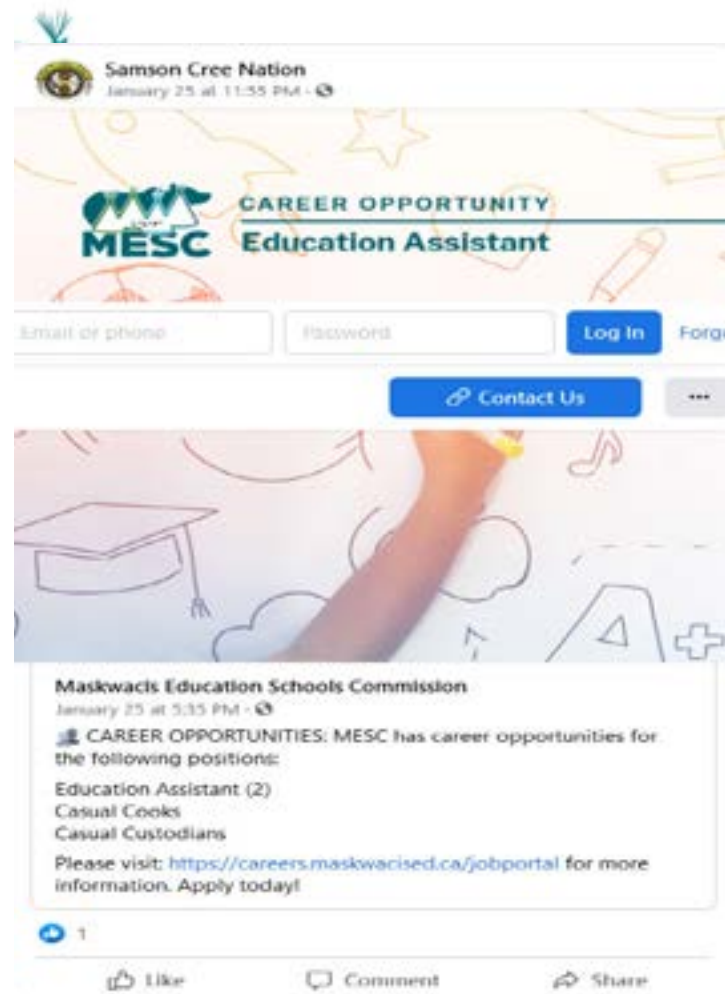 Samson Cree Nation
January 25 at 11:55 PM ·
MESC
CAREER OPPORTUNITY
Education Assistant
Email or phone
Password
Log In
Forg
Contact Us
A+
Maskwacis Education Schools Commission
January 25 at 5:35 PM ·
CAREER OPPORTUNITIES: MESC has career opportunities for
the following positions:
Education Assistant (2)
Casual Cooks
Casual Custodians
Please visit: https://careers.maskwacised.ca/jobportal for more
information. Apply today!
1
Like
Comment
Share